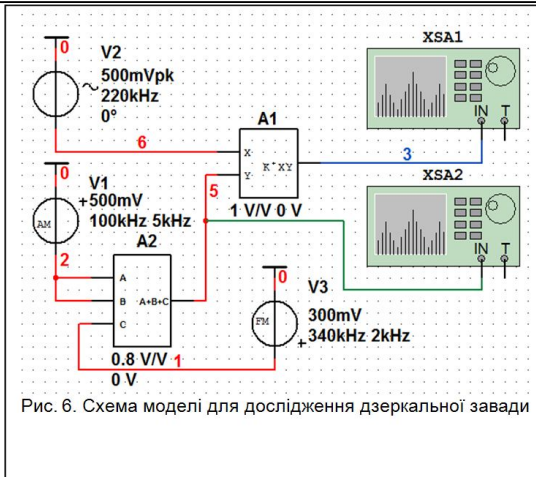 XSA1
0
V2
500mVpk
220kHz
0°
A1
IN T
6
X
Y
K*XY
3
0
V1
+500mV
100kHz 5kHz
AM
5
1 V/V 0 V
XSA2
A2
2
A
B
C
A+B+C
0
V3
IN T
FM
300mV
340kHz 2kHz
+
0.8 V/V
1
0 V
Рис. 6. Схема моделі для дослідження дзеркальної завади